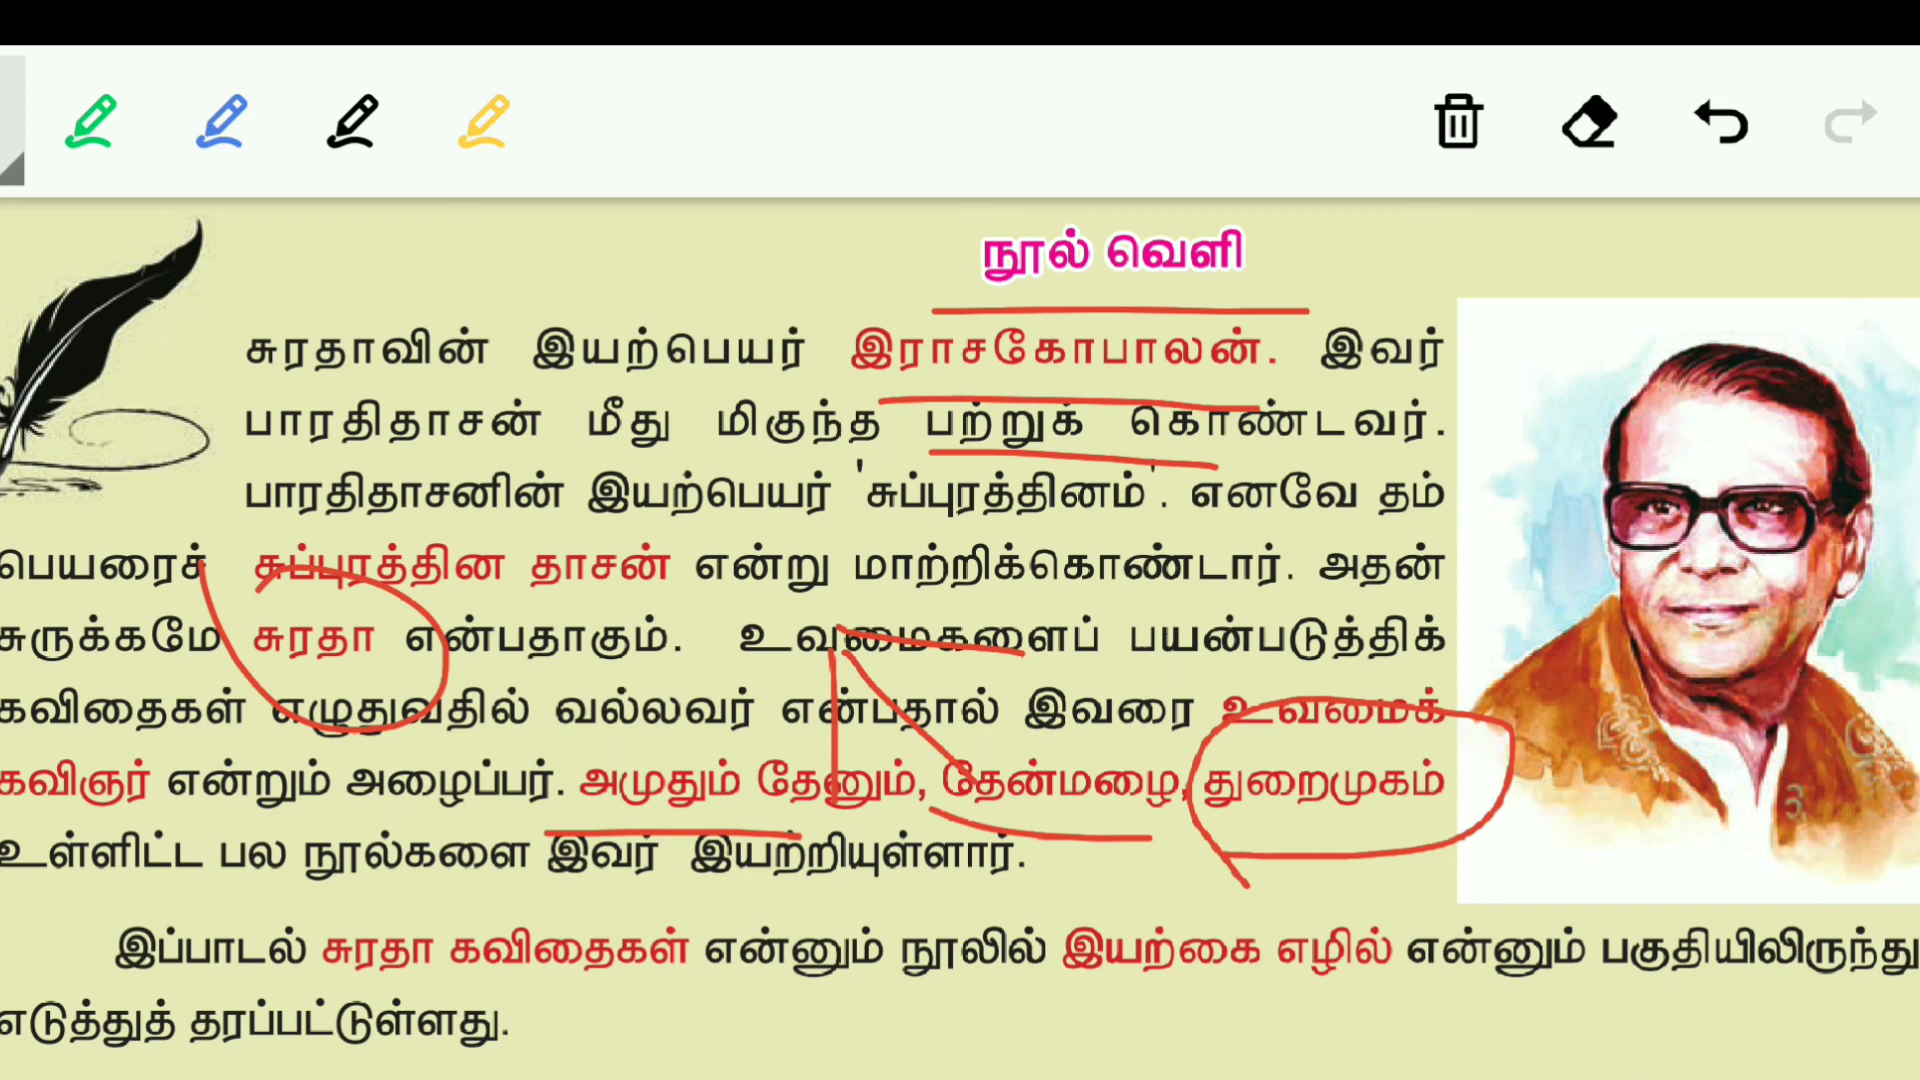 நூல் வெளி
சுரதாவின் இயற்பெயர் இராசகோபாலன். இவர்
பாரதிதாசன் மீது மிகுந்த பற்றுக் கொண்டவர்.
பாரதிதாசனின் இயற்பெயர் 'சுப்புரத்தினம்'. எனவே தம்
பெயரைச் சுப்புரத்தின தாசன் என்று மாற்றிக்கொண்டார். அதன்
சுருக்கமே சுரதா என்பதாகும். உவமைகளைப் பயன்படுத்திக்
கவிதைகள் எழுதுவதில் வல்லவர் என்பதால் இவரை உவமைக்
கவிஞர் என்றும் அழைப்பர். அமுதும் தேனும், தேன்மழை, துறைமுகம்
உள்ளிட்ட பல நூல்களை இவர் இயற்றியுள்ளார்.
இப்பாடல் சுரதா கவிதைகள் என்னும் நூலில் இயற்கை எழில் என்னும் பகுதியிலிருந்து
எடுத்துத் தரப்பட்டுள்ளது.